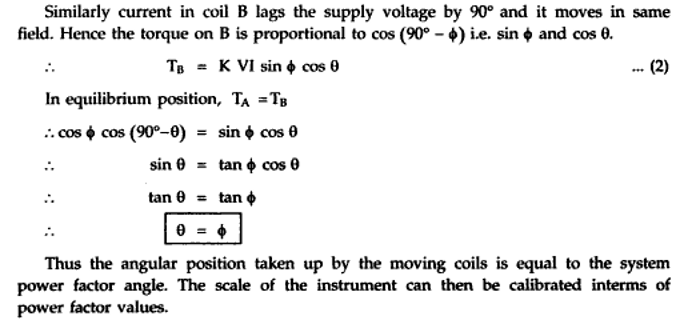 Similarly current in coil B lags the supply voltage by 90° and it moves in same
field. Hence the torque on B is proportional to cos (90° – ϕ) i.e. sin ϕ and cos θ.
∴ T_B = K VI sin ϕ cos θ ... (2)
In equilibrium position, T_A = T_B
∴ cos ϕ cos (90°–θ) = sin ϕ cos θ
∴ sin θ = tan ϕ cos θ
∴ tan θ = tan ϕ
∴ θ = ϕ
Thus the angular position taken up by the moving coils is equal to the system
power factor angle. The scale of the instrument can then be calibrated interms of
power factor values.